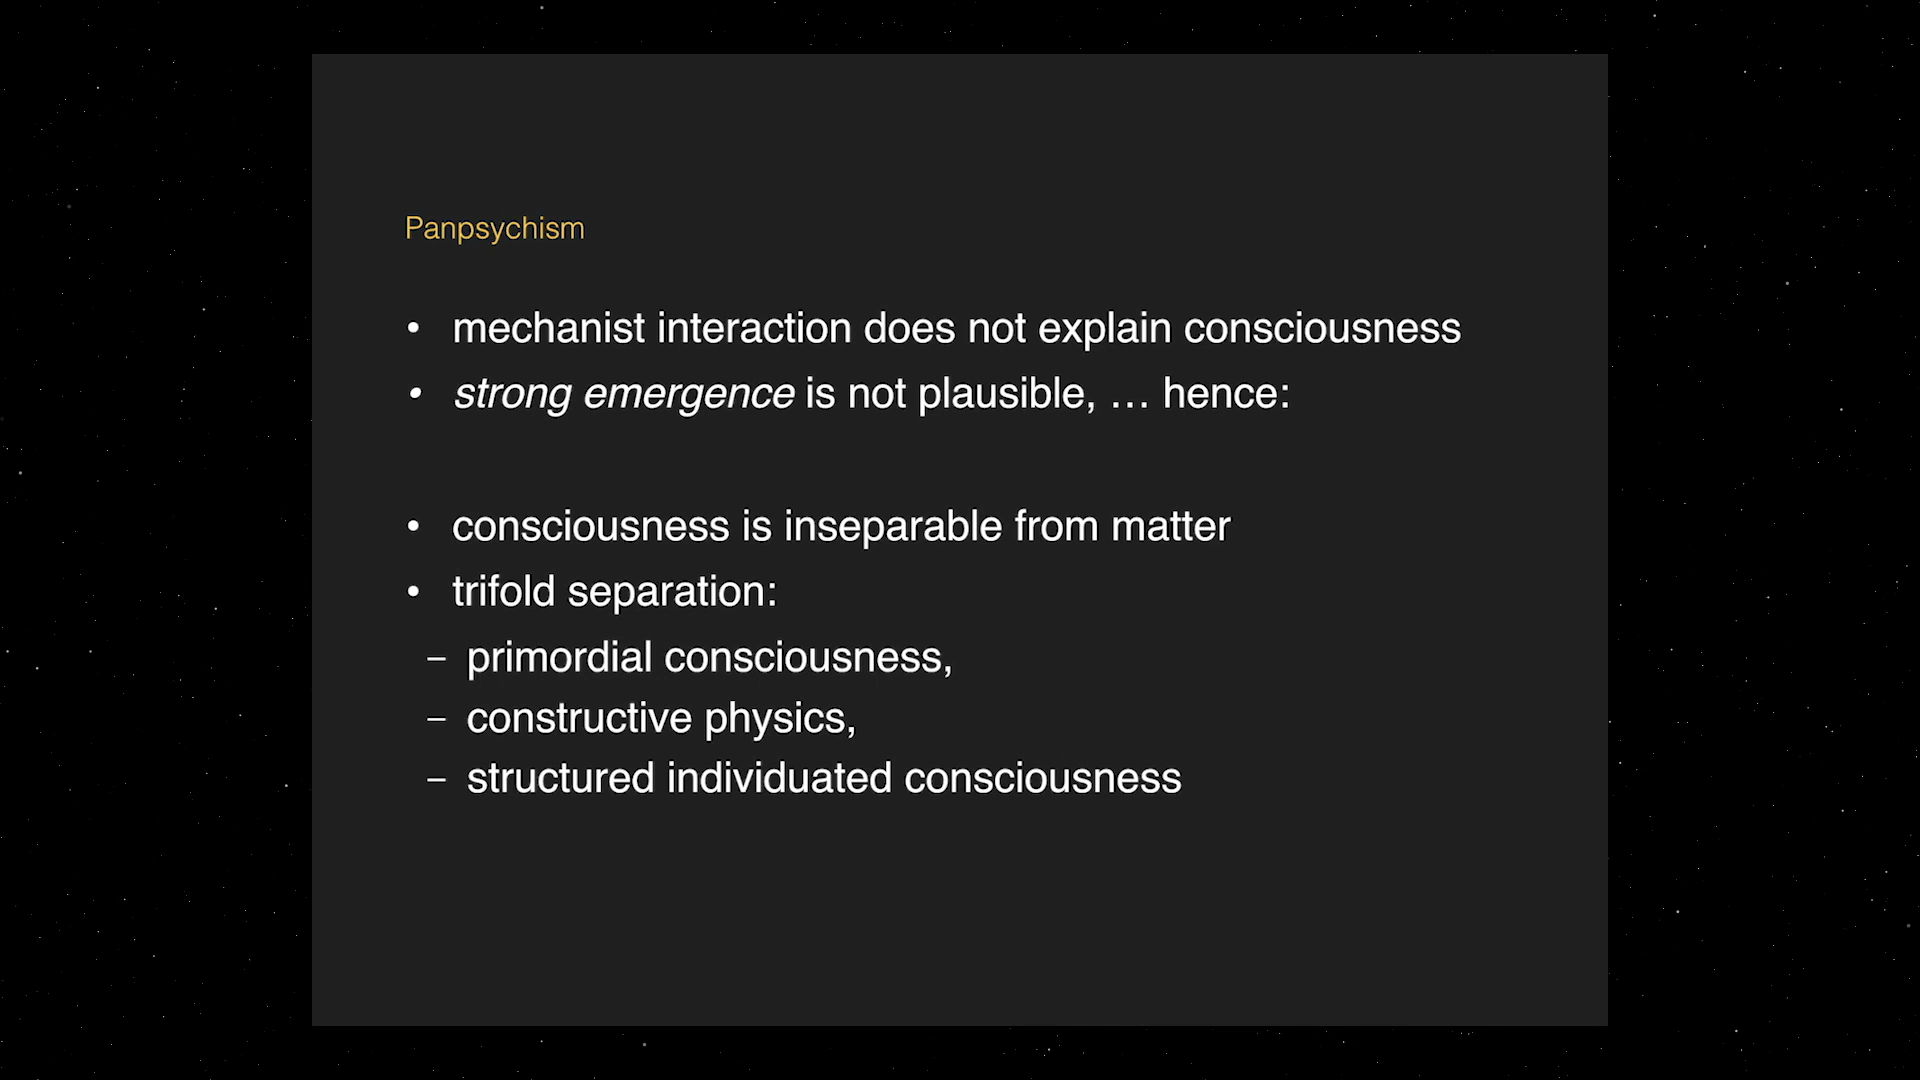 Panpsychism
• mechanist interaction does not explain consciousness
• strong emergence is not plausible, … hence:
• consciousness is inseparable from matter
• trifold separation:
– primordial consciousness,
– constructive physics,
– structured individuated consciousness